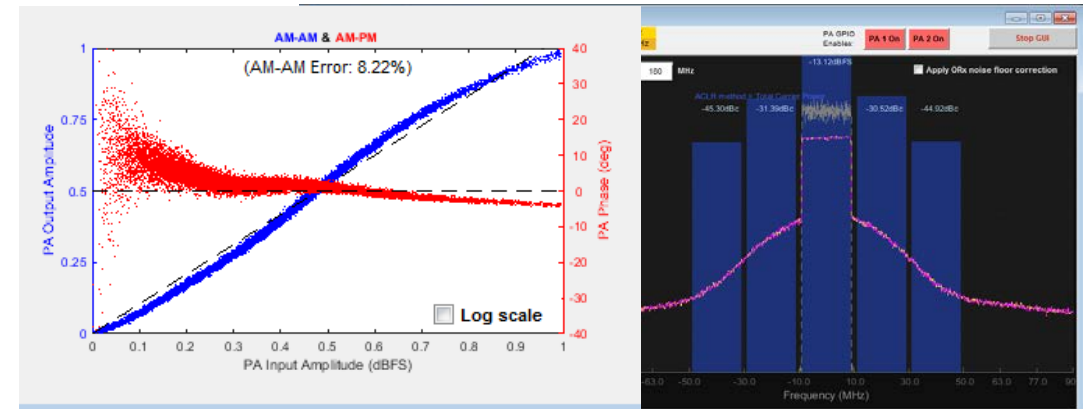 AM-AM & AM-PM
(AM-AM Error: 8.22%)
1
0.75
0.5
0.25
0
PA Output Amplitude
40
30
20
10
0
-10
-20
-30
-40
PA Phase (deg)
Log scale
0 0.1 0.2 0.3 0.4 0.5 0.6 0.7 0.8 0.9 1
PA Input Amplitude (dBFS)
Hz
PA GPIO
Enables:
PA 1 On
PA 2 On
Stop GUI
180 MHz
-13.12dBFS
Apply ORx noise floor correction
ACLR method = Total Carrier Power
-45.30dBc -31.39dBc -30.52dBc -44.92dBc
-63.0 -50.0 -30.0 -10.0 10.0 30.0 50.0 63.0 77.0 90
Frequency (MHz)